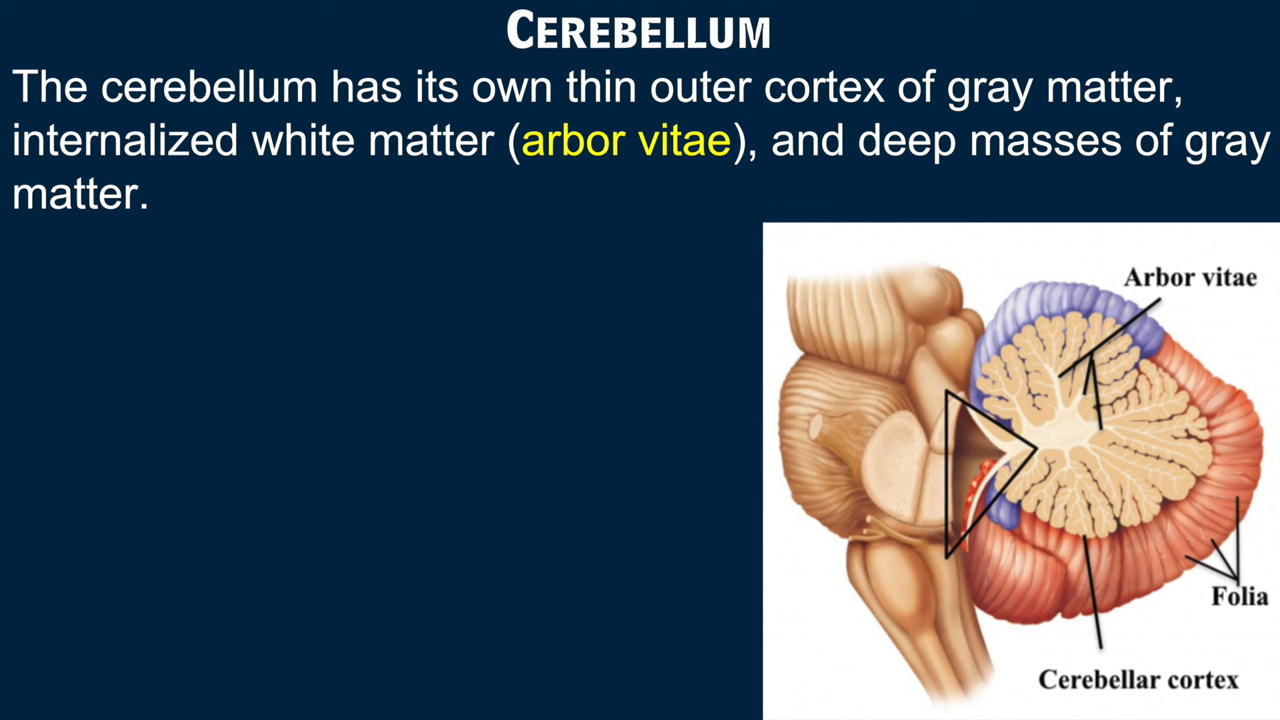 CEREBELLUM
The cerebellum has its own thin outer cortex of gray matter,
internalized white matter (arbor vitae), and deep masses of gray
matter.
Arbor vitae
Folia
Cerebellar cortex